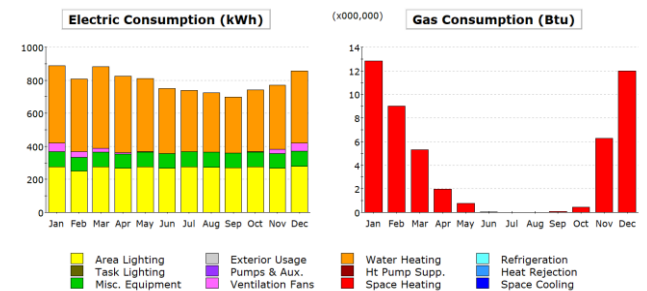 Electric Consumption (kWh)
(x000,000)
Gas Consumption (Btu)
1000
800
600
400
200
0
Jan Feb Mar Apr May Jun Jul Aug Sep Oct Nov Dec
14
12
10
8
6
4
2
0
Jan Feb Mar Apr May Jun Jul Aug Sep Oct Nov Dec
Area Lighting
Task Lighting
Misc. Equipment
Exterior Usage
Pumps & Aux.
Ventilation Fans
Water Heating
Ht Pump Supp.
Space Heating
Refrigeration
Heat Rejection
Space Cooling